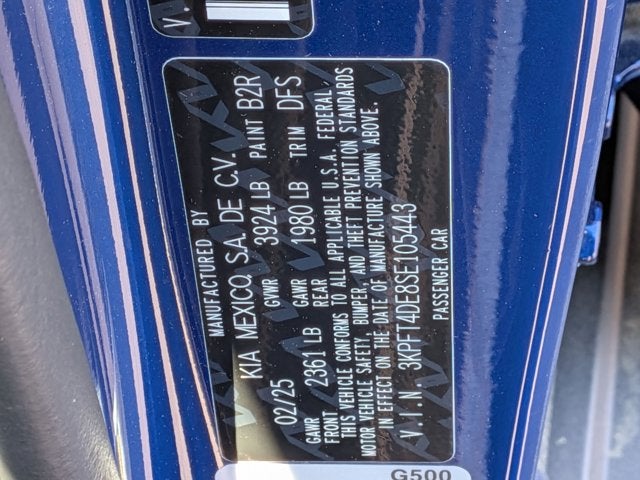 V.
MANUFACTURED BY
KIA MEXICO, S.A. DE C.V.
02/25 GVWR 3924 LB PAINT B2R
GAWR FRONT 2361 LB GAWR REAR 1980 LB TRIM DFS
THIS VEHICLE CONFORMS TO ALL APPLICABLE U.S.A. FEDERAL
MOTOR VEHICLE SAFETY, BUMPER, AND THEFT PREVENTION STANDARDS
IN EFFECT ON THE DATE OF MANUFACTURE SHOWN ABOVE.
V.I.N 3KPFT4DE8SE105443
PASSENGER CAR
G500